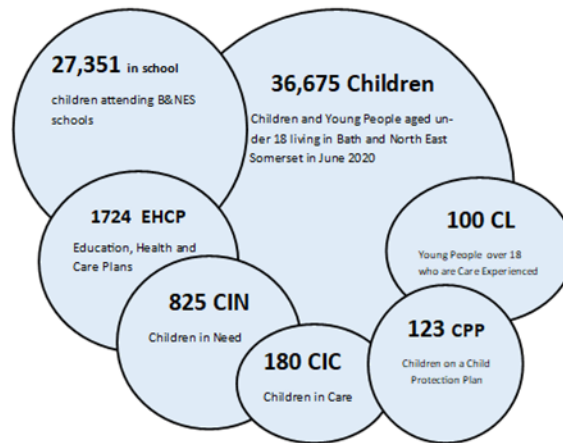 27,351 in school
children attending B&NES
schools
36,675 Children
Children and Young People aged un-
der 18 living in Bath and North East
Somerset in June 2020
1724 EHCP
Education, Health and
Care Plans
100 CL
Young People over 18
who are Care Experienced
825 CIN
Children in Need
180 CIC
Children in Care
123 CPP
Children on a Child
Protection Plan